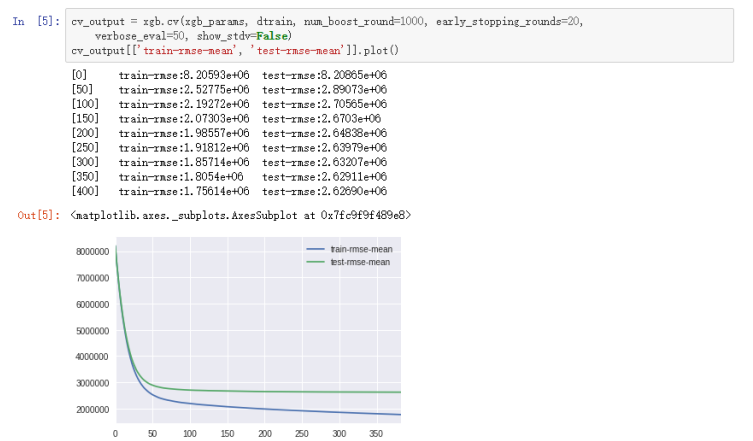 In [5]: cv_output = xgb.cv(xgb_params, dtrain, num_boost_round=1000, early_stopping_rounds=20,
verbose_eval=50, show_stdv=False)
cv_output[['train-rmse-mean', 'test-rmse-mean']].plot()
[0] train-rmse:8.20593e+06 test-rmse:8.20865e+06
[50] train-rmse:2.52775e+06 test-rmse:2.89073e+06
[100] train-rmse:2.19272e+06 test-rmse:2.70565e+06
[150] train-rmse:2.07303e+06 test-rmse:2.6703e+06
[200] train-rmse:1.98557e+06 test-rmse:2.64838e+06
[250] train-rmse:1.91812e+06 test-rmse:2.63979e+06
[300] train-rmse:1.85714e+06 test-rmse:2.63207e+06
[350] train-rmse:1.8054e+06 test-rmse:2.62911e+06
[400] train-rmse:1.75614e+06 test-rmse:2.62690e+06
Out[5]: <matplotlib.axes._subplots.AxesSubplot at 0x7fc9f9f489e8>
train-rmse-mean
test-rmse-mean
8000000
7000000
6000000
5000000
4000000
3000000
2000000
0 50 100 150 200 250 300 350